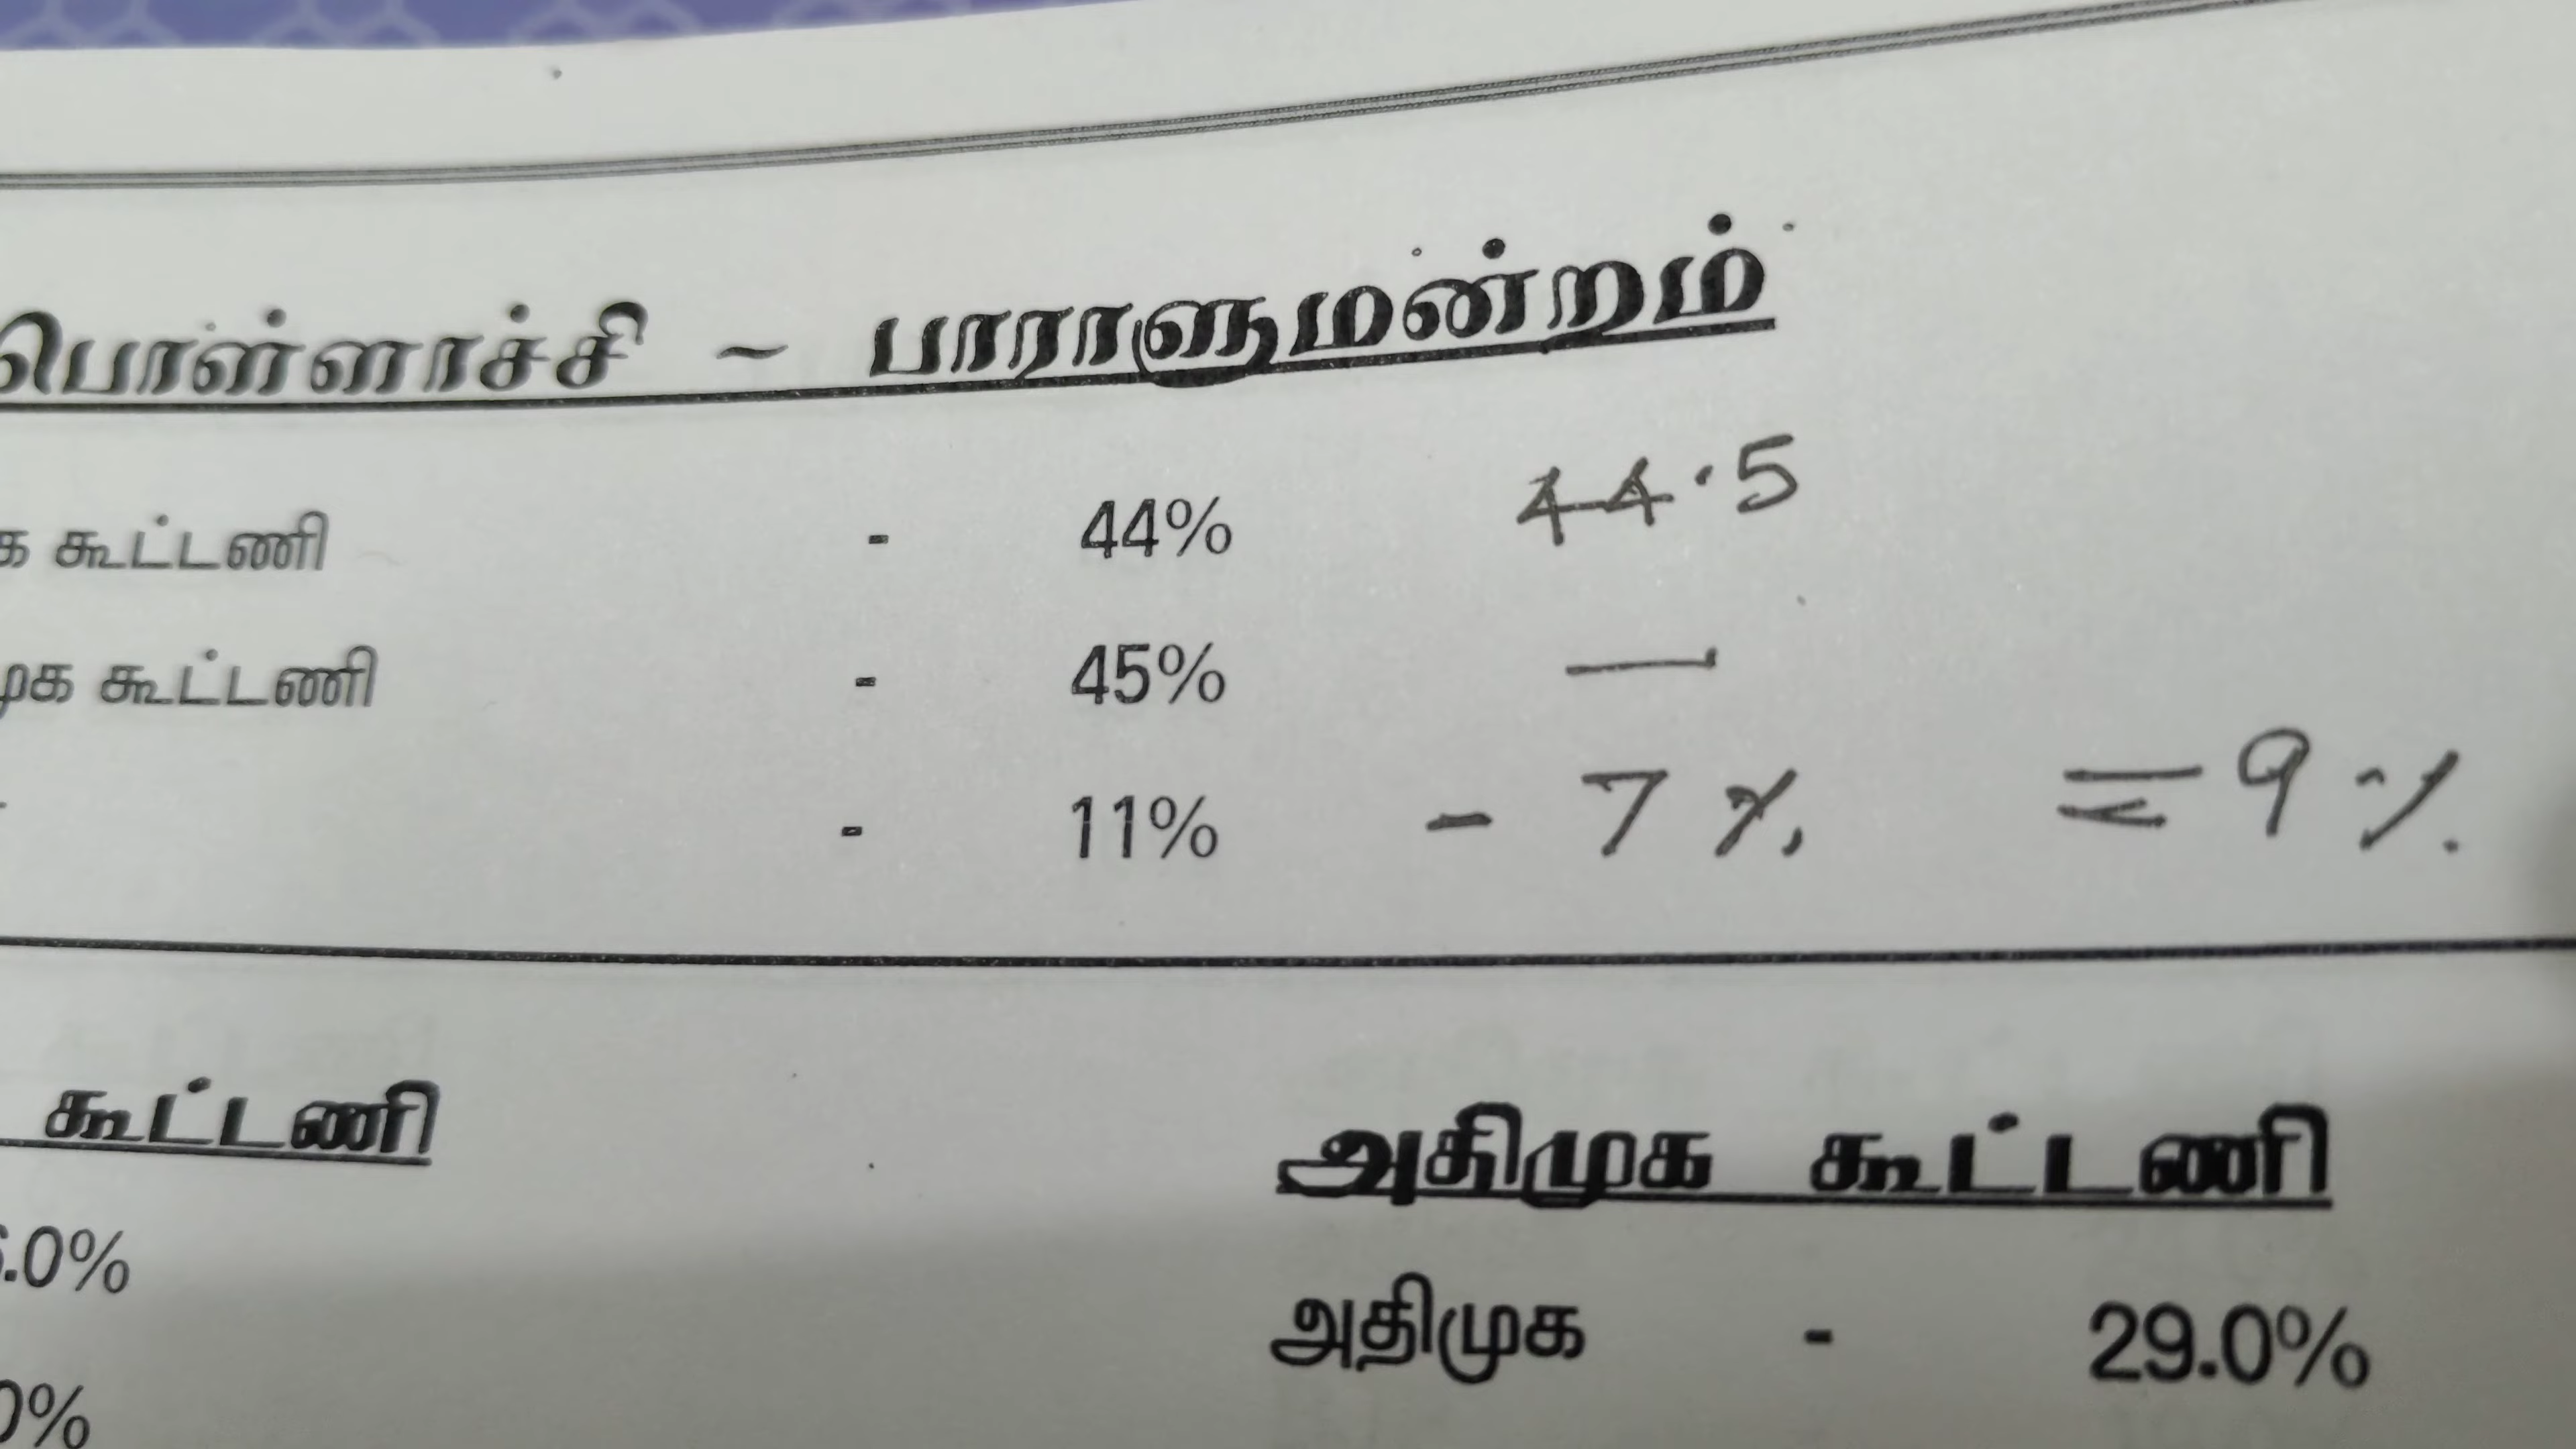 பொள்ளாச்சி ~ பாராளுமன்றம்
க கூட்டணி - 44% 44.5
முக கூட்டணி - 45% —
- 11% - 7% = 9%
கூட்டணி அதிமுக கூட்டணி
.0% அதிமுக - 29.0%
0%